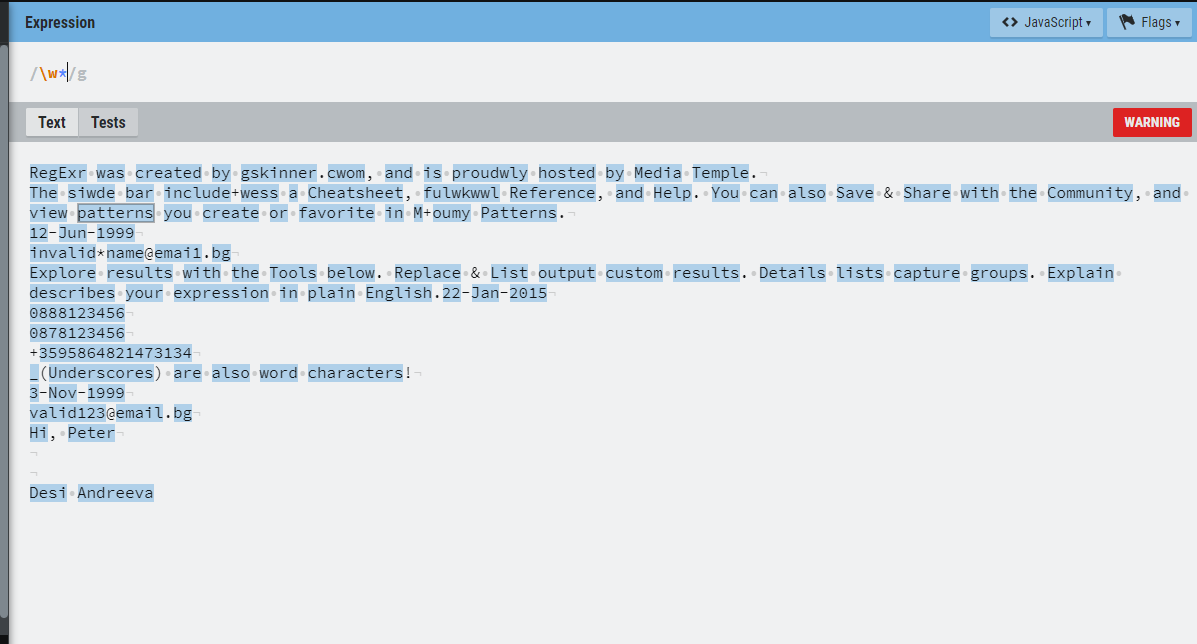 Expression
<> JavaScript ▾
Flags ▾
/\w*/g
Text
Tests
WARNING
RegExr was created by gskinner.cwom, and is proudwly hosted by Media Temple.
The siwde bar include+wess a Cheatsheet, fulwkwwl Reference, and Help. You can also Save & Share with the Community, and
view patterns you create or favorite in M+oumy Patterns.
12-Jun-1999
invalid*name@emai1.bg
Explore results with the Tools below. Replace & List output custom results. Details lists capture groups. Explain
describes your expression in plain English.22-Jan-2015
0888123456
0878123456
+3595864821473134
_(Underscores) are also word characters!
3-Nov-1999
valid123@email.bg
Hi, Peter
Desi Andreeva